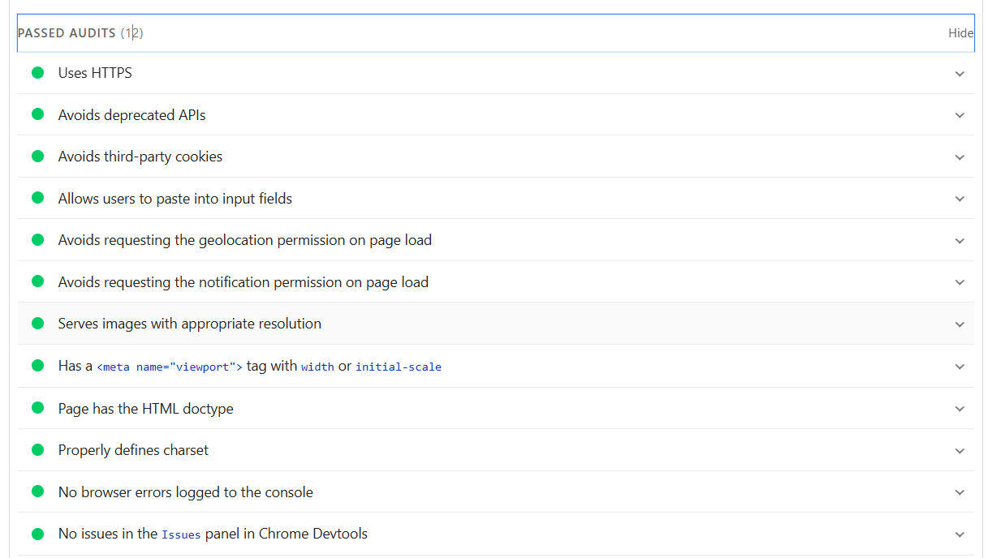 PASSED AUDITS (12) Hide
Uses HTTPS
Avoids deprecated APIs
Avoids third-party cookies
Allows users to paste into input fields
Avoids requesting the geolocation permission on page load
Avoids requesting the notification permission on page load
Serves images with appropriate resolution
Has a <meta name="viewport"> tag with width or initial-scale
Page has the HTML doctype
Properly defines charset
No browser errors logged to the console
No issues in the Issues panel in Chrome Devtools